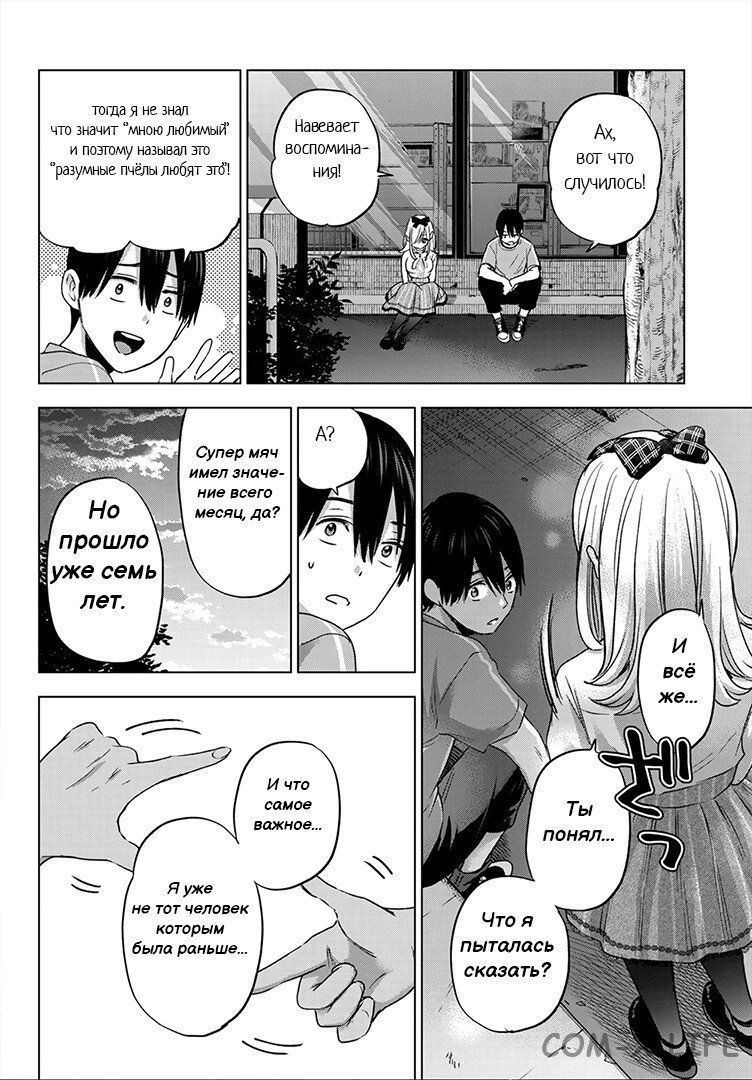 Ах,
вот что
случилось!
Навевает
воспомина-
ния!
тогда я не знал
что значит "мною любимый"
и поэтому называл это
"разумные пчёлы любят это"!
И
всё
же...
Ты
понял...
Что я
пыталась
сказать?
А?
Супер мяч
имел значе-
ние всего
месяц, да?
Но
прошло
уже семь
лет.
И что
самое
важное...
Я уже
не тот человек
которым
была раньше...